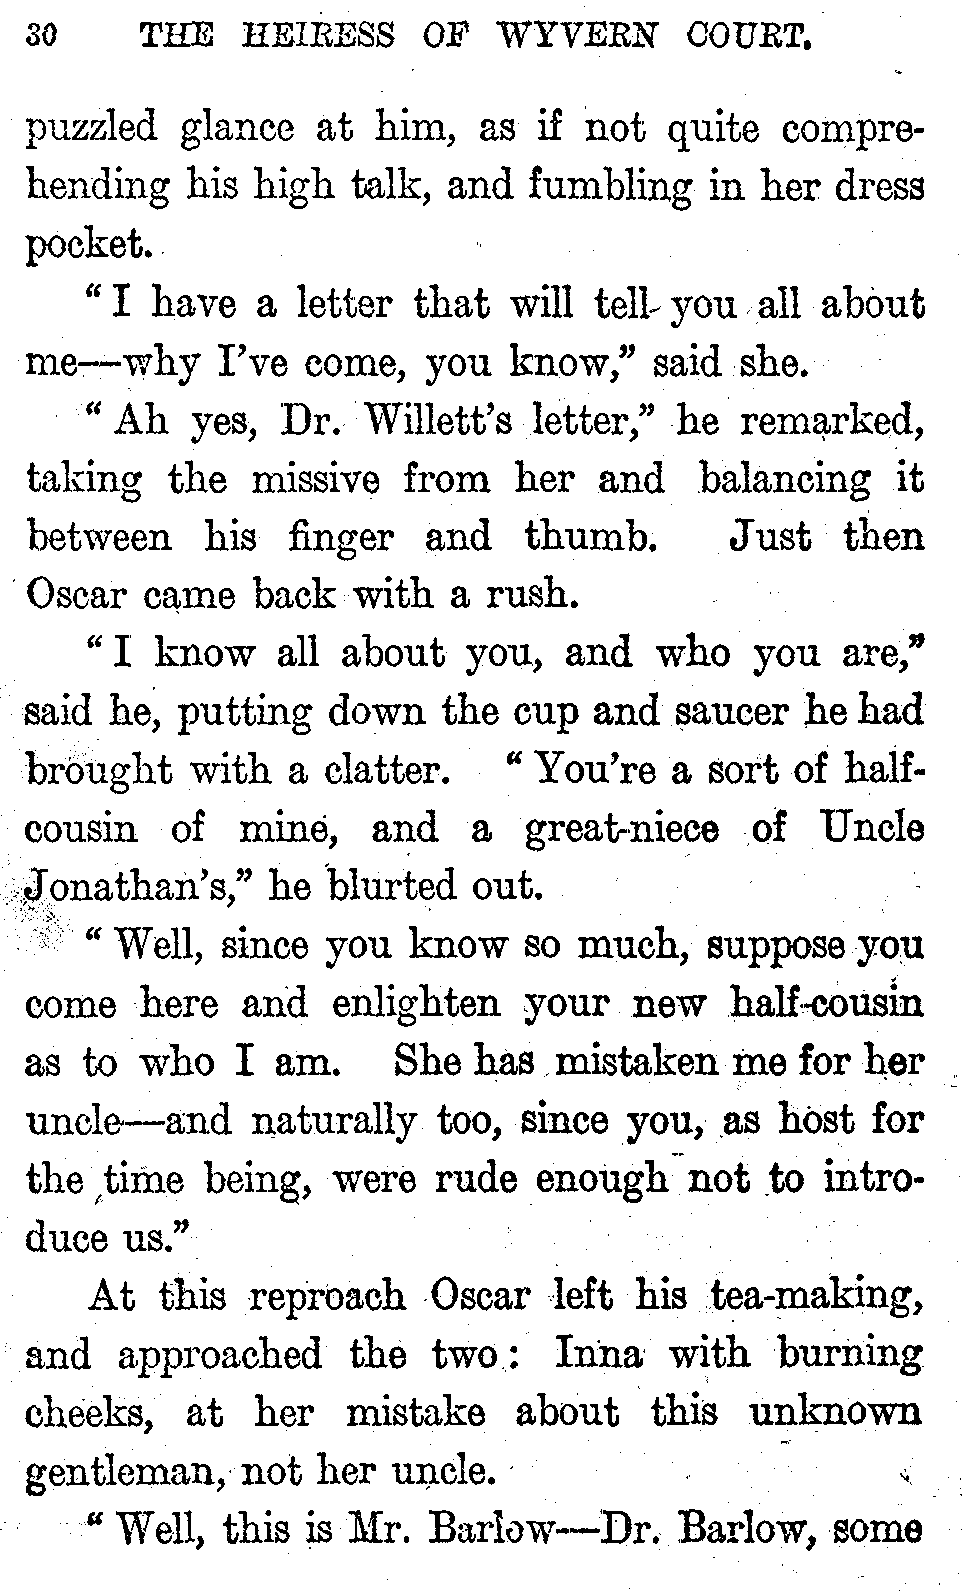 30 THE HEIRESS OF WYVERN COURT.
puzzled glance at him, as if not quite compre-
hending his high talk, and fumbling in her dress
pocket.
"I have a letter that will tell you all about
me—why I've come, you know," said she.
"Ah yes, Dr. Willett's letter," he remarked,
taking the missive from her and balancing it
between his finger and thumb. Just then
Oscar came back with a rush.
"I know all about you, and who you are,"
said he, putting down the cup and saucer he had
brought with a clatter. "You're a sort of half-
cousin of mine, and a great-niece of Uncle
Jonathan's," he blurted out.
"Well, since you know so much, suppose you
come here and enlighten your new half-cousin
as to who I am. She has mistaken me for her
uncle—and naturally too, since you, as host for
the time being, were rude enough not to intro-
duce us."
At this reproach Oscar left his tea-making,
and approached the two: Inna with burning
cheeks, at her mistake about this unknown
gentleman, not her uncle.
"Well, this is Mr. Barlow—Dr. Barlow, some